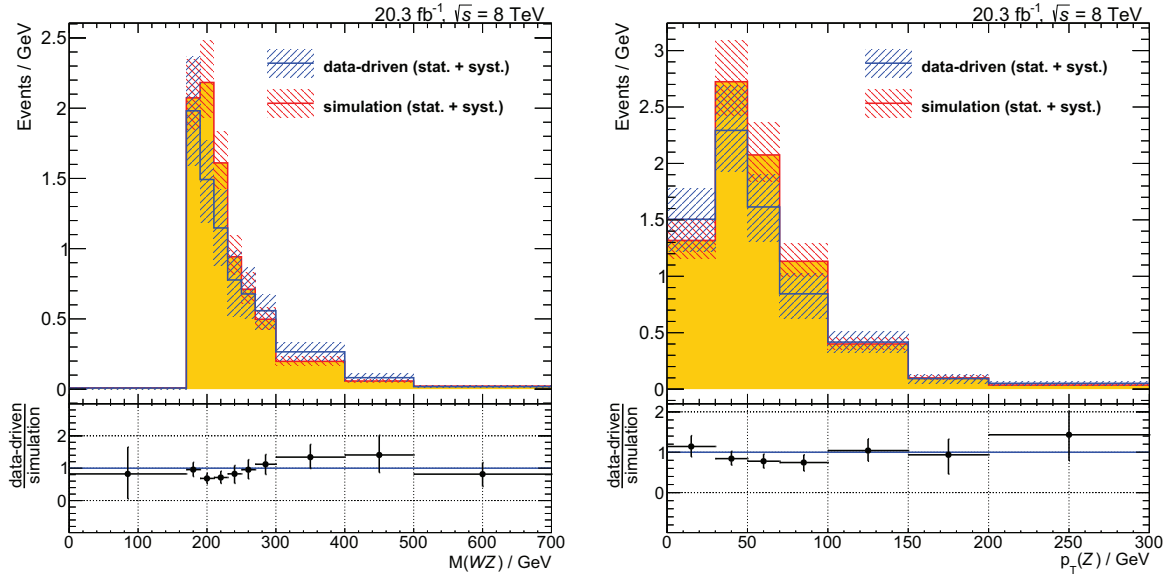 20.3 fb⁻¹, √s = 8 TeV
Events / GeV
2.5
2
1.5
1
0.5
0
data-driven (stat. + syst.)
simulation (stat. + syst.)
data-driven
simulation
2
1
0
0 100 200 300 400 500 600 700
M(WZ) / GeV
20.3 fb⁻¹, √s = 8 TeV
Events / GeV
3
2.5
2
1.5
1
0.5
0
data-driven (stat. + syst.)
simulation (stat. + syst.)
data-driven
simulation
2
1
0
0 50 100 150 200 250 300
p_T(Z) / GeV